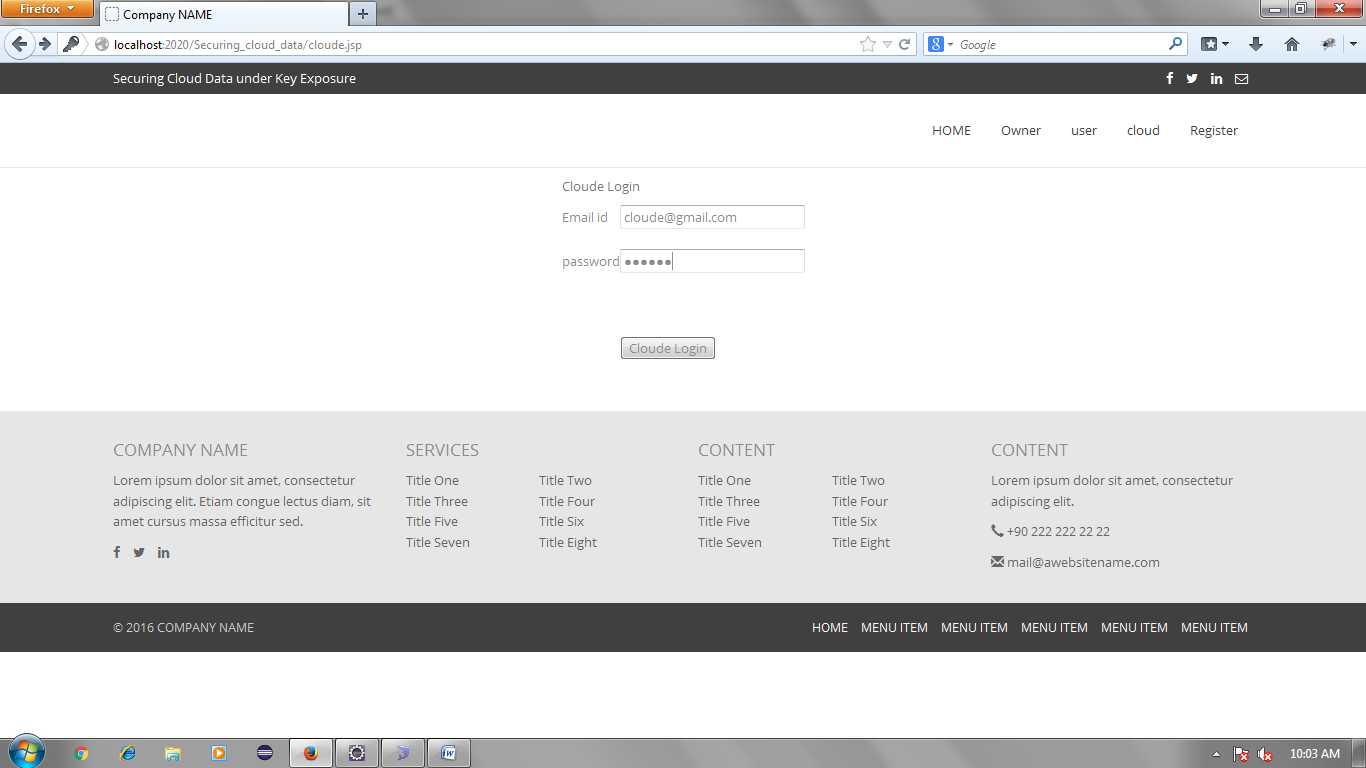 Firefox
Company NAME
localhost:2020/Securing_cloud_data/cloude.jsp
Google
Securing Cloud Data under Key Exposure
HOME Owner user cloud Register
Cloude Login
Email id cloude@gmail.com
password ●●●●●●
Cloude Login
COMPANY NAME
Lorem ipsum dolor sit amet, consectetur
adipiscing elit. Etiam congue lectus diam, sit
amet cursus massa efficitur sed.
SERVICES
Title One Title Two
Title Three Title Four
Title Five Title Six
Title Seven Title Eight
CONTENT
Title One Title Two
Title Three Title Four
Title Five Title Six
Title Seven Title Eight
CONTENT
Lorem ipsum dolor sit amet, consectetur
adipiscing elit.
+90 222 222 22 22
mail@awebsitename.com
© 2016 COMPANY NAME
HOME MENU ITEM MENU ITEM MENU ITEM MENU ITEM MENU ITEM
10:03 AM